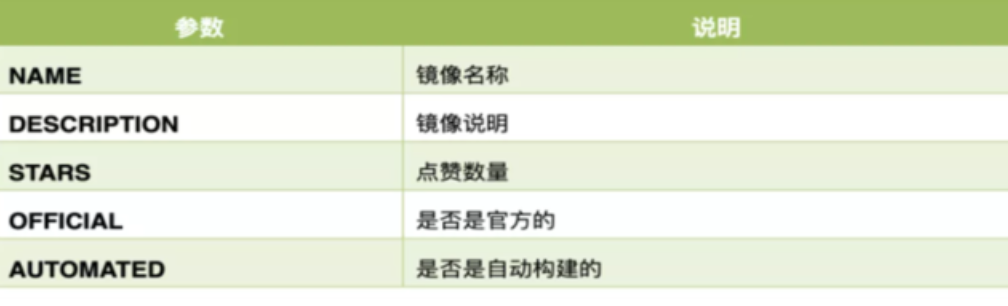 参数 说明
NAME 镜像名称
DESCRIPTION 镜像说明
STARS 点赞数量
OFFICIAL 是否是官方的
AUTOMATED 是否是自动构建的